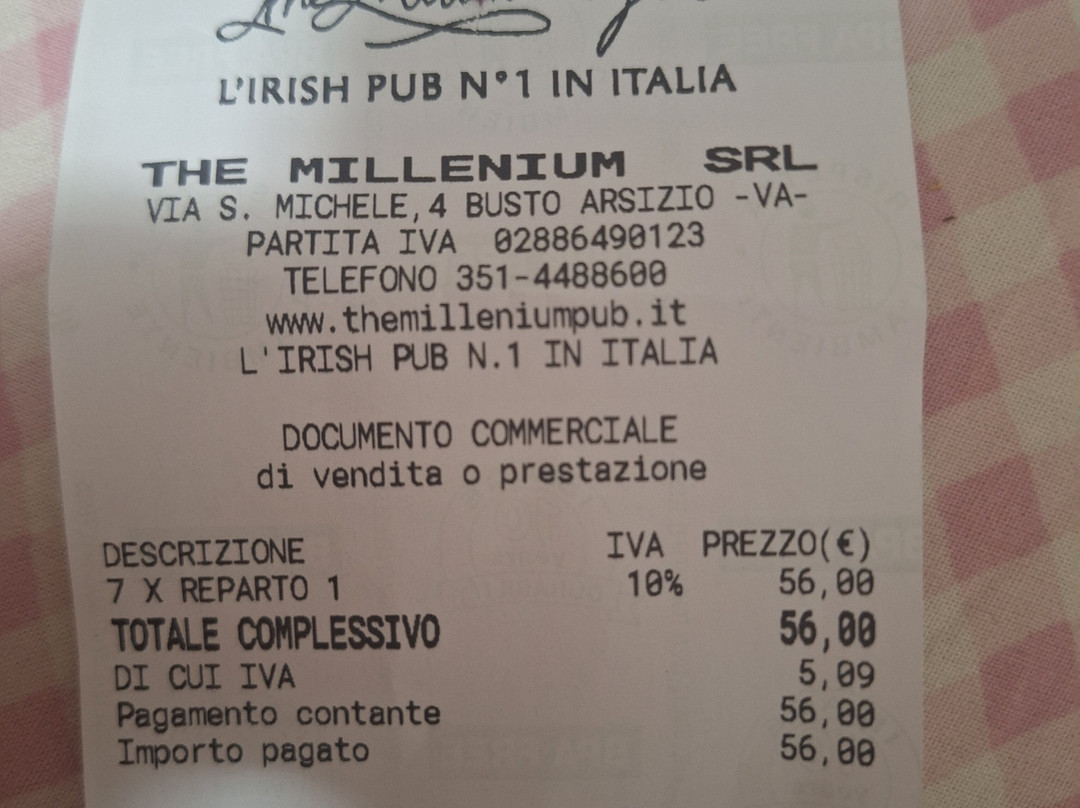 L'IRISH PUB N°1 IN ITALIA
THE MILLENIUM SRL
VIA S. MICHELE,4 BUSTO ARSIZIO -VA-
PARTITA IVA 02886490123
TELEFONO 351-4488600
www.themilleniumpub.it
L'IRISH PUB N.1 IN ITALIA
DOCUMENTO COMMERCIALE
di vendita o prestazione
DESCRIZIONE IVA PREZZO(€)
7 X REPARTO 1 10% 56,00
TOTALE COMPLESSIVO 56,00
DI CUI IVA 5,09
Pagamento contante 56,00
Importo pagato 56,00